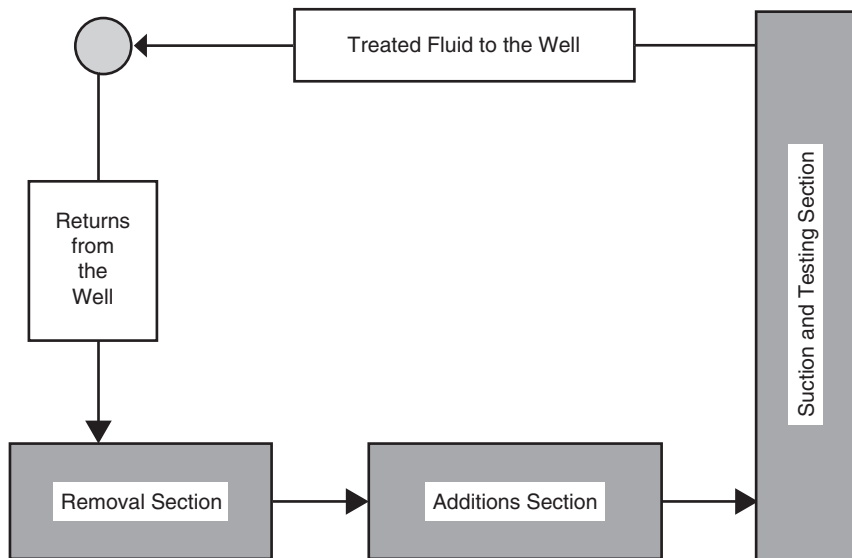 Treated Fluid to the Well
Returns
from
the
Well
Suction and Testing Section
Removal Section
Additions Section